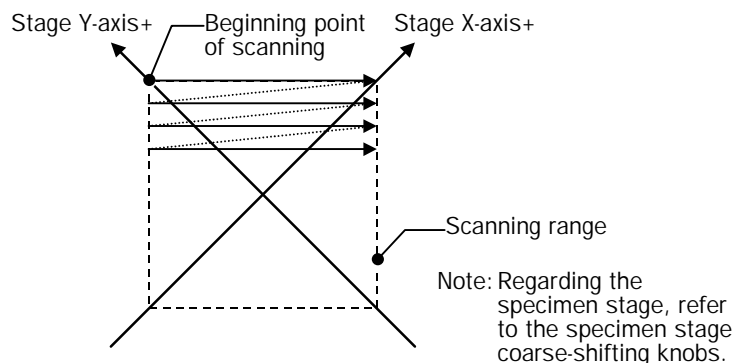 Stage Y-axis+
Beginning point
of scanning
Stage X-axis+
Scanning range
Note: Regarding the
specimen stage, refer
to the specimen stage
coarse-shifting knobs.